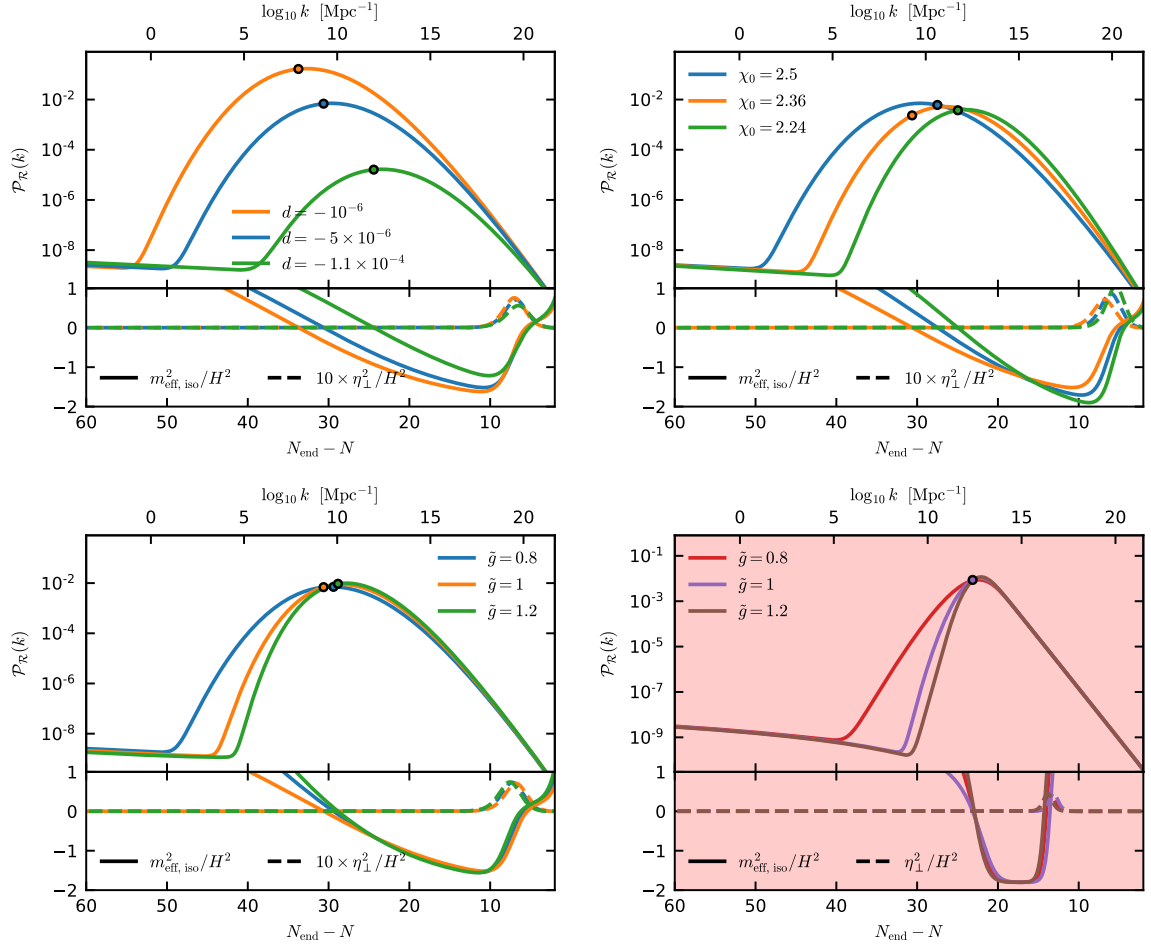 log₁₀ k [Mpc⁻¹]
0 5 10 15 20
10⁻²
10⁻⁴
10⁻⁶
10⁻⁸
𝒫_ℛ(k)
d = −10⁻⁶
d = −5 × 10⁻⁶
d = −1.1 × 10⁻⁴
1
0
−1
−2
m²_eff, iso/H²
10 × η²_⊥/H²
60 50 40 30 20 10
N_end − N
log₁₀ k [Mpc⁻¹]
0 5 10 15 20
10⁻²
10⁻⁴
10⁻⁶
10⁻⁸
𝒫_ℛ(k)
χ₀ = 2.5
χ₀ = 2.36
χ₀ = 2.24
1
0
−1
−2
m²_eff, iso/H²
10 × η²_⊥/H²
60 50 40 30 20 10
N_end − N
log₁₀ k [Mpc⁻¹]
0 5 10 15 20
10⁻²
10⁻⁴
10⁻⁶
10⁻⁸
𝒫_ℛ(k)
g̃ = 0.8
g̃ = 1
g̃ = 1.2
1
0
−1
−2
m²_eff, iso/H²
10 × η²_⊥/H²
60 50 40 30 20 10
N_end − N
log₁₀ k [Mpc⁻¹]
0 5 10 15 20
10⁻¹
10⁻³
10⁻⁵
10⁻⁷
10⁻⁹
𝒫_ℛ(k)
g̃ = 0.8
g̃ = 1
g̃ = 1.2
1
0
−1
−2
m²_eff, iso/H²
η²_⊥/H²
60 50 40 30 20 10
N_end − N